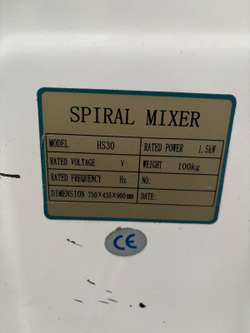 SPIRAL MIXER
MODEL HS30 RATED POWER 1.5kW
RATED VOLTAGE V~ WEIGHT 100kg
RATED FREQUENCY Hz NO:
DIMENSION 750×435×900mm DATE:
CE